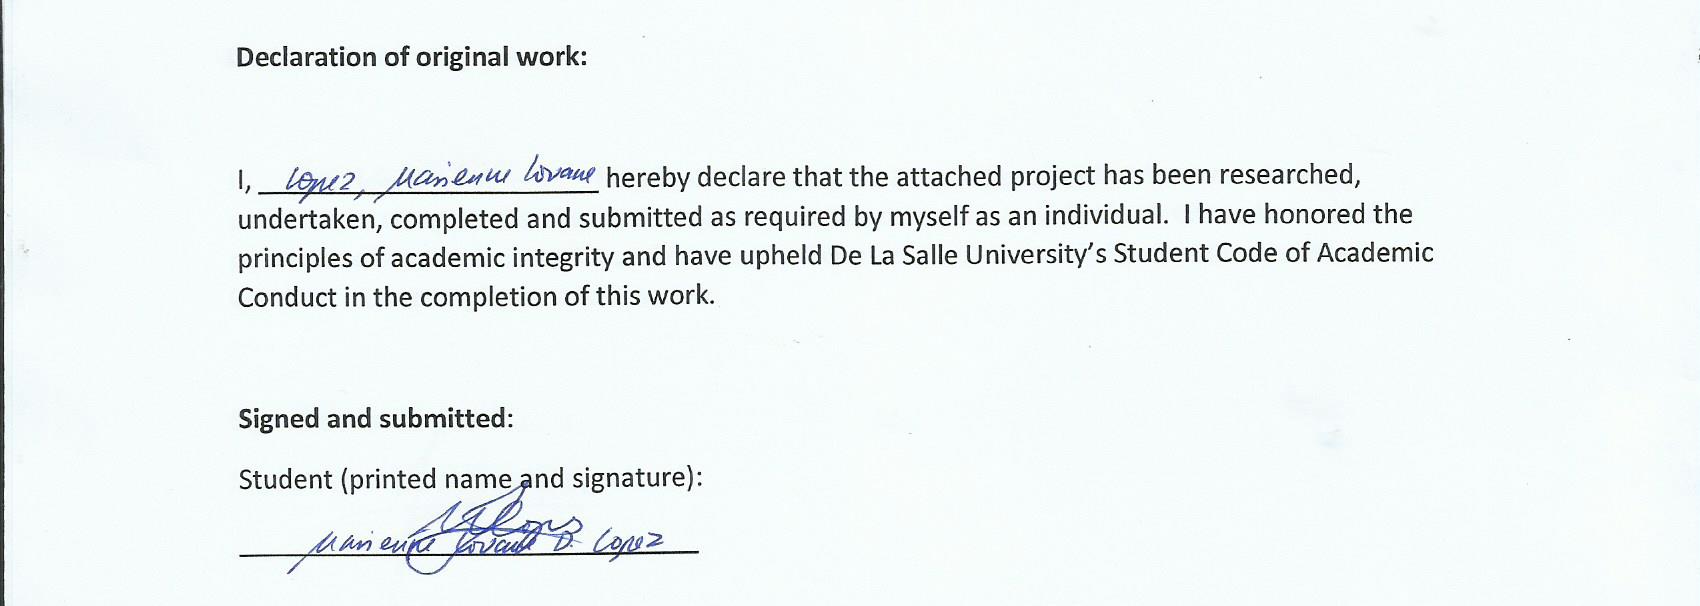 Declaration of original work:
I, Lopez, Marienne Lovane hereby declare that the attached project has been researched,
undertaken, completed and submitted as required by myself as an individual. I have honored the
principles of academic integrity and have upheld De La Salle University's Student Code of Academic
Conduct in the completion of this work.
Signed and submitted:
Student (printed name and signature):
Marienne Lovane D. Lopez